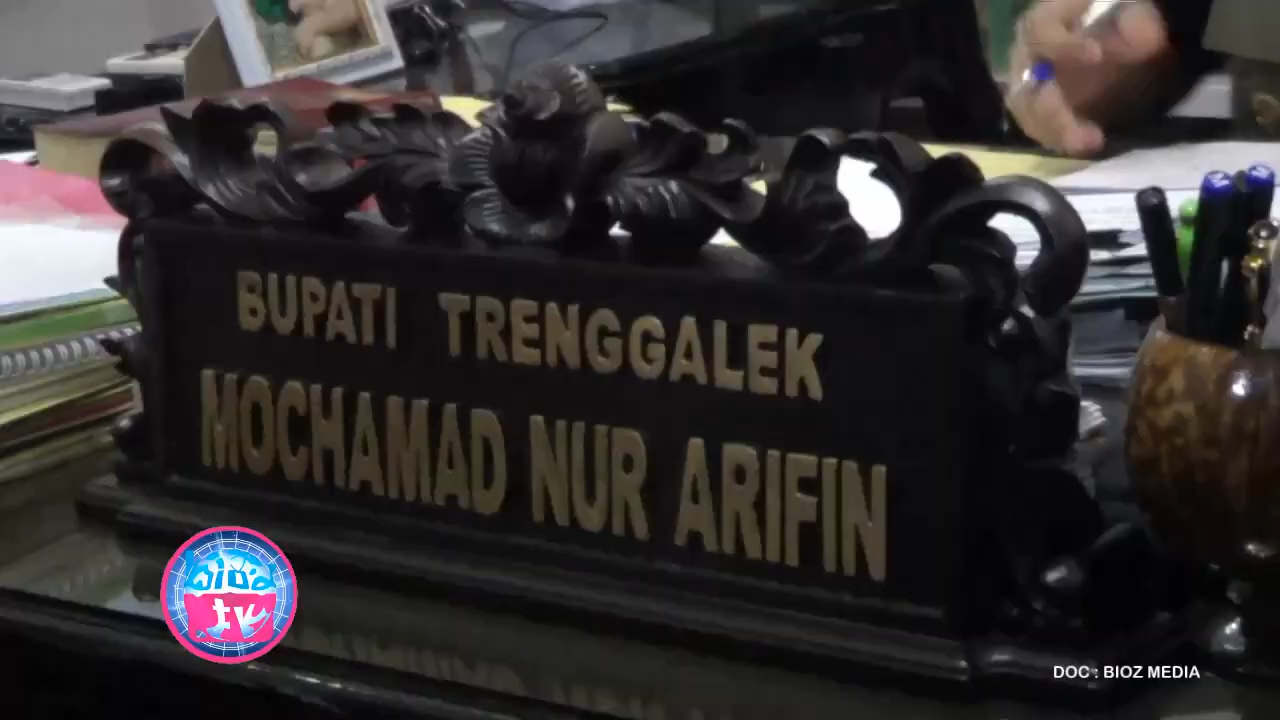 BUPATI TRENGGALEK
MOCHAMAD NUR ARIFIN
.tv
DOC : BIOZ MEDIA